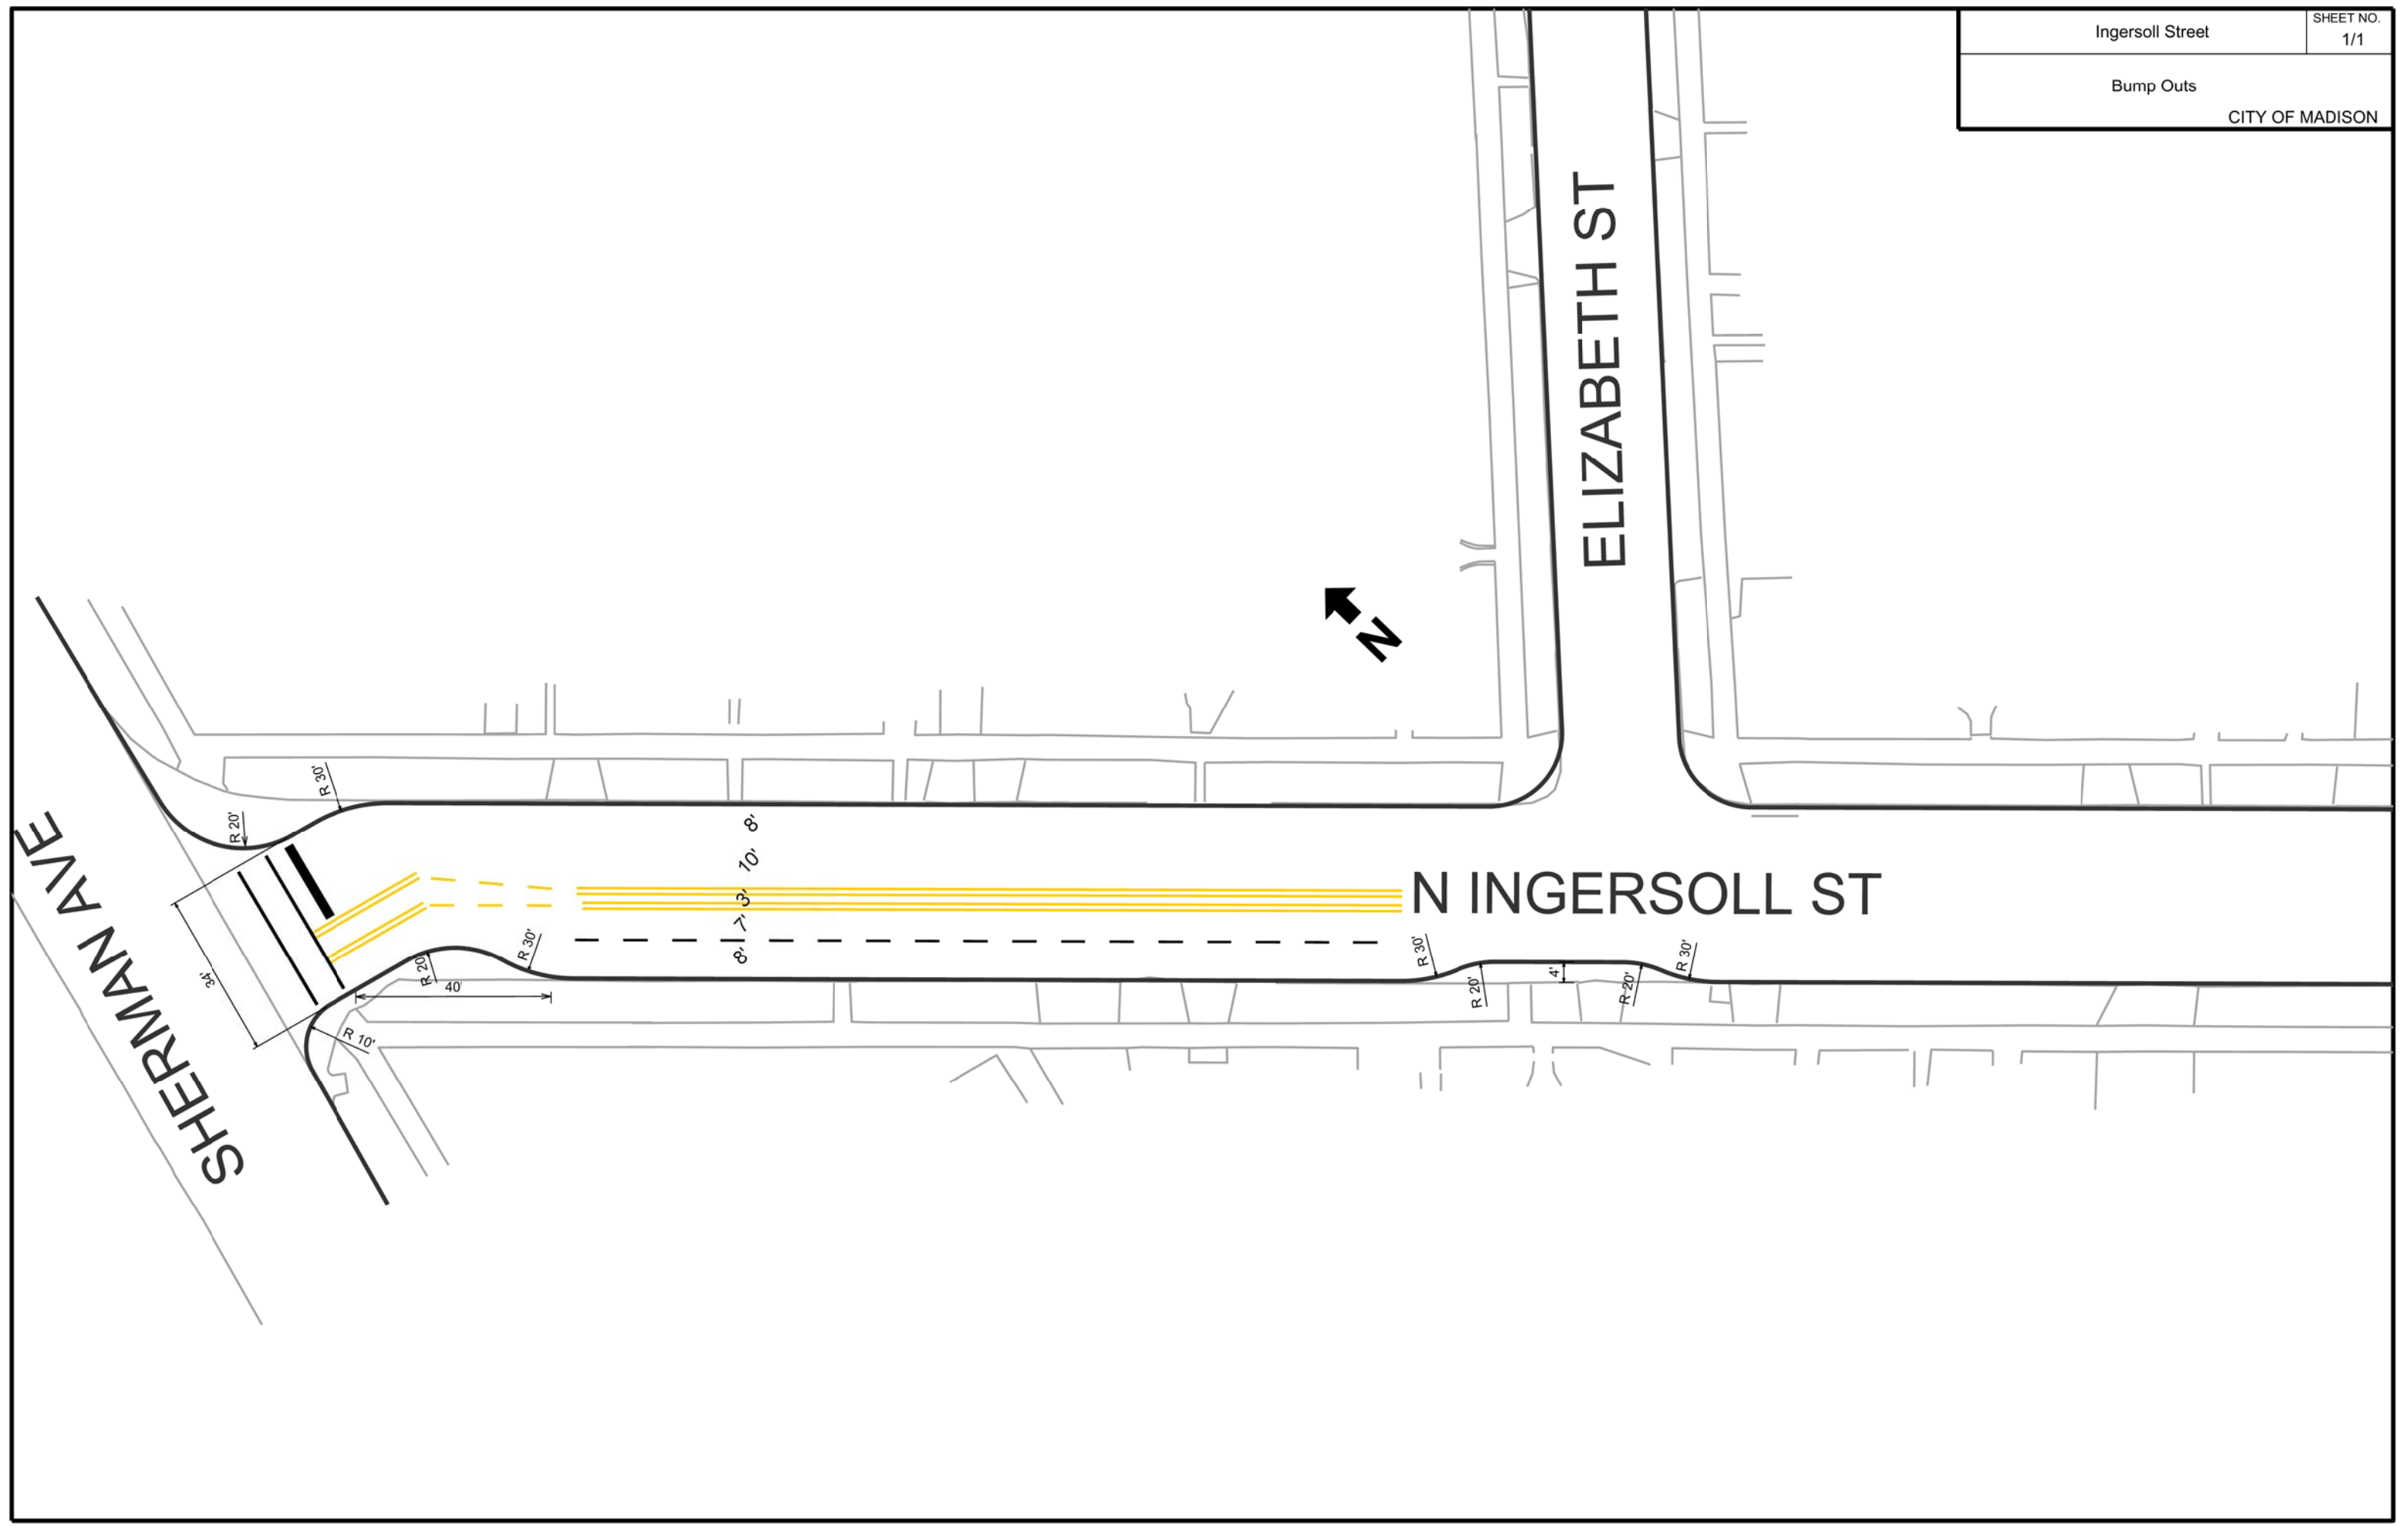 Ingersoll Street
SHEET NO.
1/1
Bump Outs
CITY OF MADISON
ELIZABETH ST
N
R 30'
R 20'
8'
10'
3'
7'
8'
N INGERSOLL ST
SHERMAN AVE
34'
R 20'
R 30'
40'
R 10'
R 30'
R 20'
4'
R 20'
R 30'